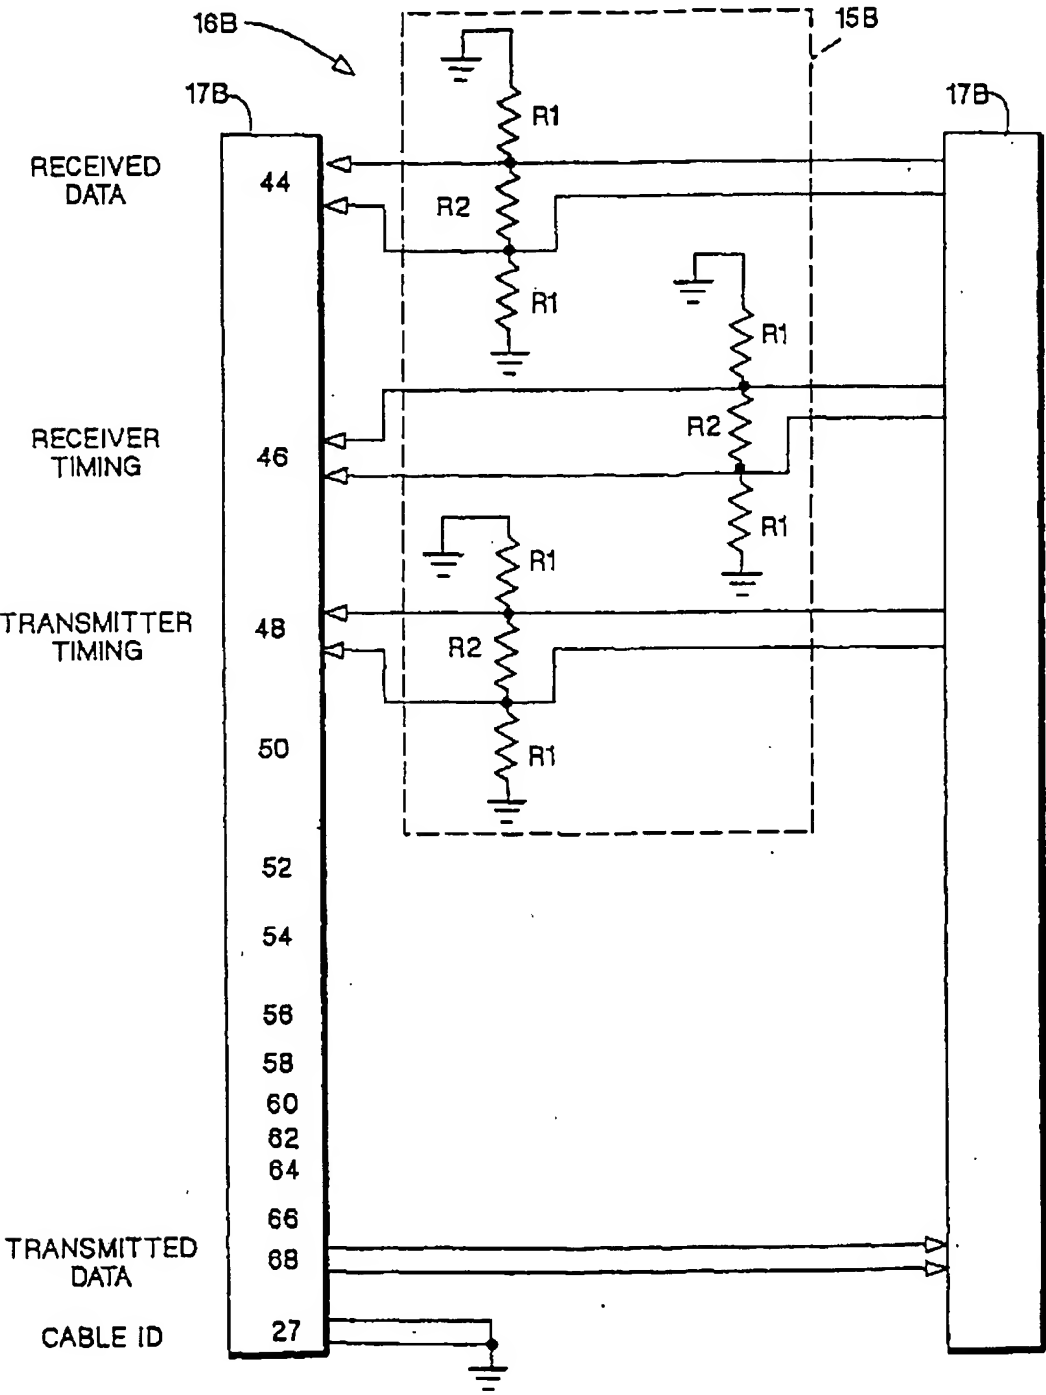 16B
15B
17B
17B
R1
RECEIVED
DATA
44
R2
R1
R1
RECEIVER
TIMING
46
R2
R1
R1
TRANSMITTER
TIMING
48
R2
50
R1
52
54
56
58
60
62
64
66
TRANSMITTED
DATA
68
CABLE ID
27